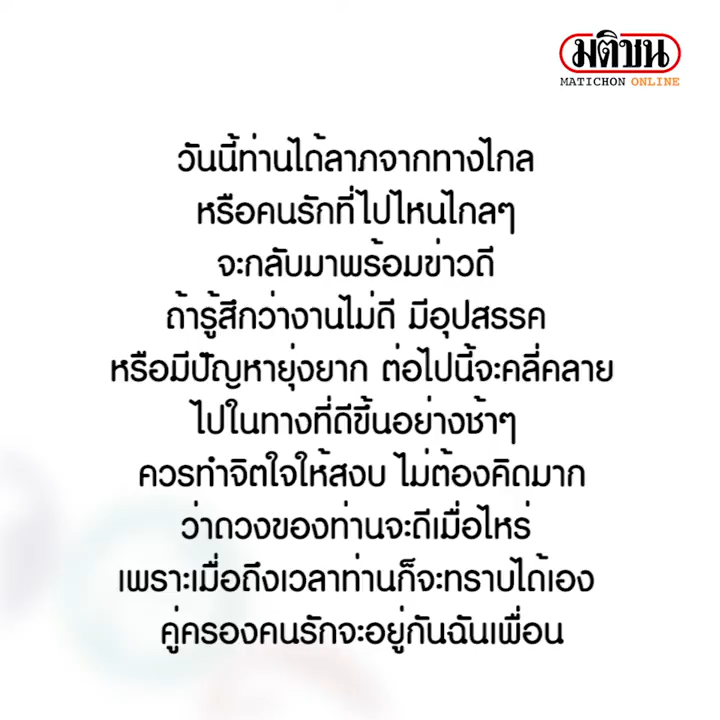 มติชน
MATICHON ONLINE
วันนี้ท่านได้ลาภจากทางไกล
หรือคนรักที่ไปไหนไกลๆ
จะกลับมาพร้อมข่าวดี
ถ้ารู้สึกว่างานไม่ดี มีอุปสรรค
หรือมีปัญหายุ่งยาก ต่อไปนี้จะคลี่คลาย
ไปในทางที่ดีขึ้นอย่างช้าๆ
ควรทำจิตใจให้สงบ ไม่ต้องคิดมาก
ว่าดวงของท่านจะดีเมื่อไหร่
เพราะเมื่อถึงเวลาท่านก็จะทราบได้เอง
คู่ครองคนรักจะอยู่กันฉันเพื่อน